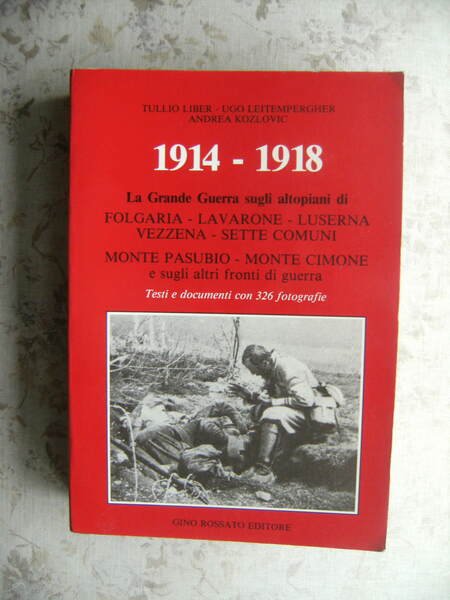 TULLIO LIBER - UGO LEITEMPERGHER
ANDREA KOZLOVIC
1914 - 1918
La Grande Guerra sugli altopiani di
FOLGARIA - LAVARONE - LUSERNA
VEZZENA - SETTE COMUNI
MONTE PASUBIO - MONTE CIMONE
e sugli altri fronti di guerra
Testi e documenti con 326 fotografie
GINO ROSSATO EDITORE